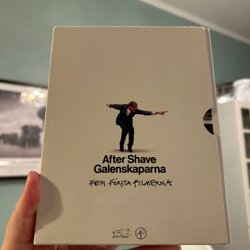 After Shave
Galenskaparna
FEM FÖRSTA FILMERNA